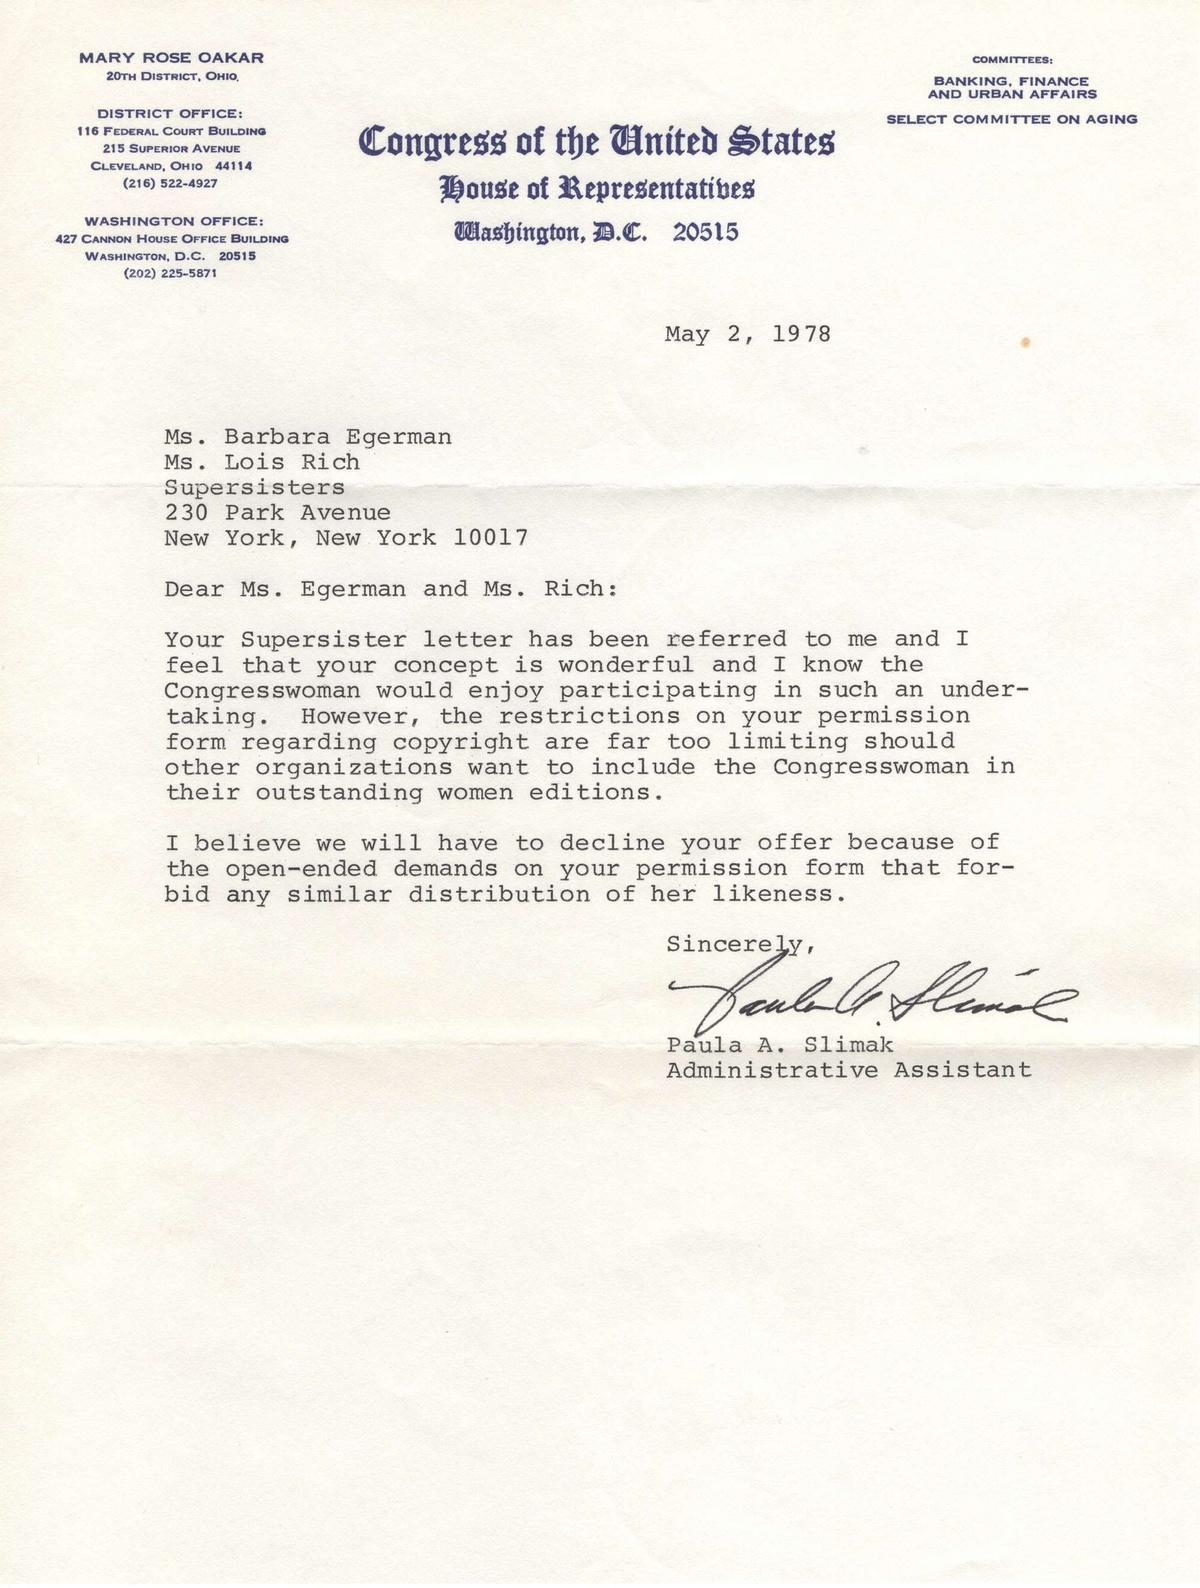 MARY ROSE OAKAR
20TH DISTRICT, OHIO.
DISTRICT OFFICE:
116 FEDERAL COURT BUILDING
215 SUPERIOR AVENUE
CLEVELAND, OHIO 44114
(216) 522-4927
WASHINGTON OFFICE:
427 CANNON HOUSE OFFICE BUILDING
WASHINGTON, D.C. 20515
(202) 225-5871
COMMITTEES:
BANKING, FINANCE
AND URBAN AFFAIRS
SELECT COMMITTEE ON AGING
Congress of the United States
House of Representatives
Washington, D.C. 20515
May 2, 1978
Ms. Barbara Egerman
Ms. Lois Rich
Supersisters
230 Park Avenue
New York, New York 10017
Dear Ms. Egerman and Ms. Rich:
Your Supersister letter has been referred to me and I
feel that your concept is wonderful and I know the
Congresswoman would enjoy participating in such an under-
taking. However, the restrictions on your permission
form regarding copyright are far too limiting should
other organizations want to include the Congresswoman in
their outstanding women editions.
I believe we will have to decline your offer because of
the open-ended demands on your permission form that for-
bid any similar distribution of her likeness.
Sincerely,
Paula A. Slimak
Paula A. Slimak
Administrative Assistant